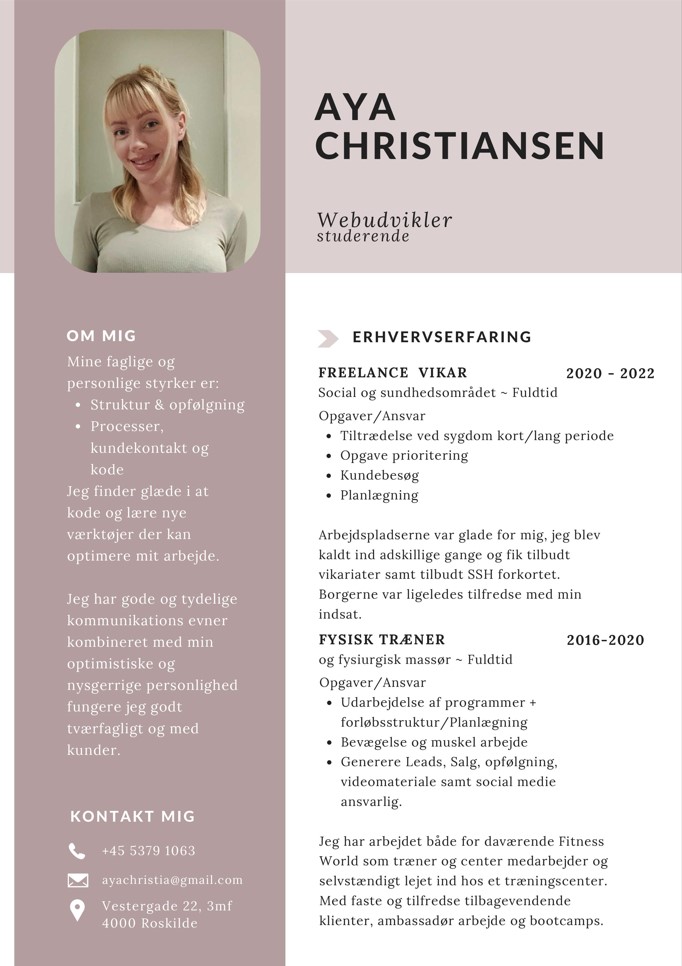 AYA
CHRISTIANSEN
Webudvikler
studerende
OM MIG
Mine faglige og
personlige styrker er:
• Struktur & opfølgning
• Processer,
kundekontakt og
kode
Jeg finder glæde i at
kode og lære nye
værktøjer der kan
optimere mit arbejde.
Jeg har gode og tydelige
kommunikations evner
kombineret med min
optimistiske og
nysgerrige personlighed
fungere jeg godt
tværfagligt og med
kunder.
KONTAKT MIG
+45 5379 1063
ayachristia@gmail.com
Vestergade 22, 3mf
4000 Roskilde
ERHVERVSERFARING
FREELANCE VIKAR 2020 - 2022
Social og sundhedsområdet ~ Fuldtid
Opgaver/Ansvar
• Tiltrædelse ved sygdom kort/lang periode
• Opgave prioritering
• Kundebesøg
• Planlægning
Arbejdspladserne var glade for mig, jeg blev
kaldt ind adskillige gange og fik tilbudt
vikariater samt tilbudt SSH forkortet.
Borgerne var ligeledes tilfredse med min
indsat.
FYSISK TRÆNER 2016-2020
og fysiurgisk massør ~ Fuldtid
Opgaver/Ansvar
• Udarbejdelse af programmer +
forløbsstruktur/Planlægning
• Bevægelse og muskel arbejde
• Generere Leads, Salg, opfølgning,
videomateriale samt social medie
ansvarlig.
Jeg har arbejdet både for daværende Fitness
World som træner og center medarbejder og
selvstændigt lejet ind hos et træningscenter.
Med faste og tilfredse tilbagevendende
klienter, ambassadør arbejde og bootcamps.